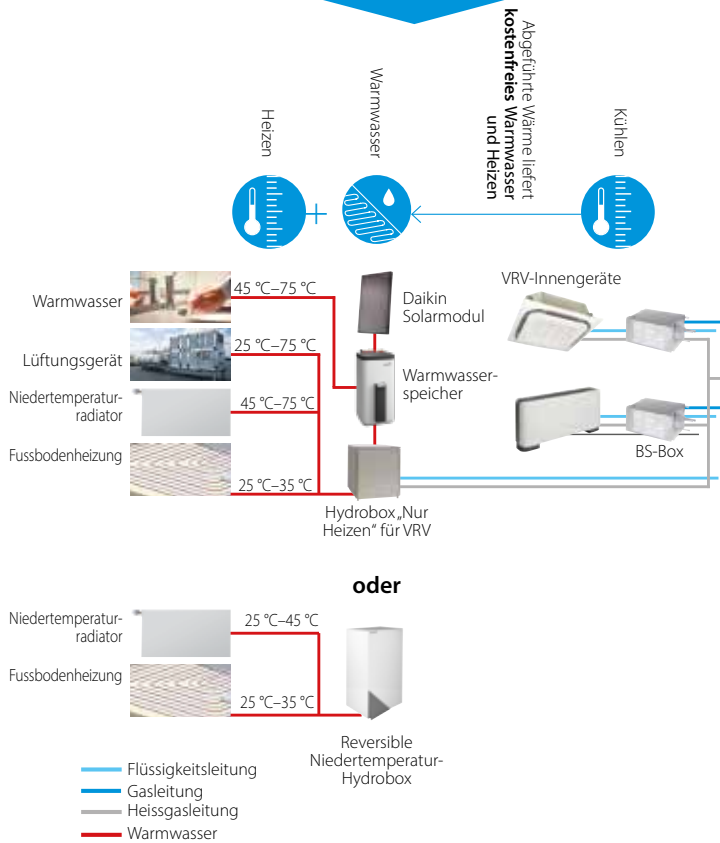 Heizen
Warmwasser
Abgeführte Wärme liefert
kostenfreies Warmwasser
und Heizen
Kühlen
Warmwasser
45 °C–75 °C
Lüftungsgerät
25 °C–75 °C
Niedertemperatur-
radiator
45 °C–75 °C
Fussbodenheizung
25 °C–35 °C
Daikin
Solarmodul
Warmwasser-
speicher
Hydrobox „Nur
Heizen“ für VRV
VRV-Innengeräte
BS-Box
oder
Niedertemperatur-
radiator
25 °C–45 °C
Fussbodenheizung
25 °C–35 °C
Reversible
Niedertemperatur-
Hydrobox
Flüssigkeitsleitung
Gasleitung
Heissgasleitung
Warmwasser